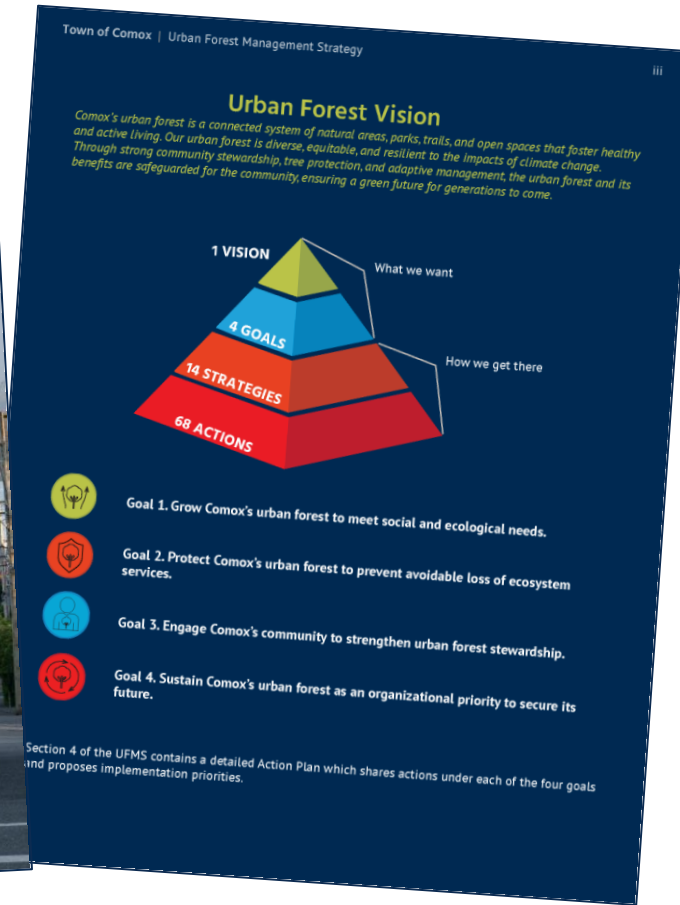 Town of Comox | Urban Forest Management Strategy
iii
Urban Forest Vision
Comox's urban forest is a connected system of natural areas, parks, trails, and open spaces that foster healthy
and active living. Our urban forest is diverse, equitable, and resilient to the impacts of climate change.
Through strong community stewardship, tree protection, and adaptive management, the urban forest and its
benefits are safeguarded for the community, ensuring a green future for generations to come.
1 VISION
What we want
4 GOALS
How we get there
14 STRATEGIES
68 ACTIONS
Goal 1. Grow Comox's urban forest to meet social and ecological needs.
Goal 2. Protect Comox's urban forest to prevent avoidable loss of ecosystem
services.
Goal 3. Engage Comox's community to strengthen urban forest stewardship.
Goal 4. Sustain Comox's urban forest as an organizational priority to secure its
future.
Section 4 of the UFMS contains a detailed Action Plan which shares actions under each of the four goals
and proposes implementation priorities.